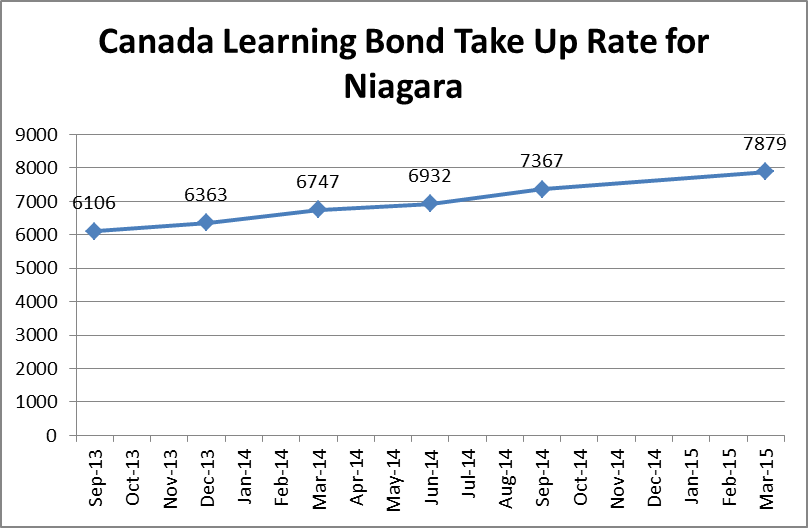 Canada Learning Bond Take Up Rate for
Niagara
9000
8000
7000
6000
5000
4000
3000
2000
1000
0
6106
6363
6747
6932
7367
7879
Sep-13
Oct-13
Nov-13
Dec-13
Jan-14
Feb-14
Mar-14
Apr-14
May-14
Jun-14
Jul-14
Aug-14
Sep-14
Oct-14
Nov-14
Dec-14
Jan-15
Feb-15
Mar-15